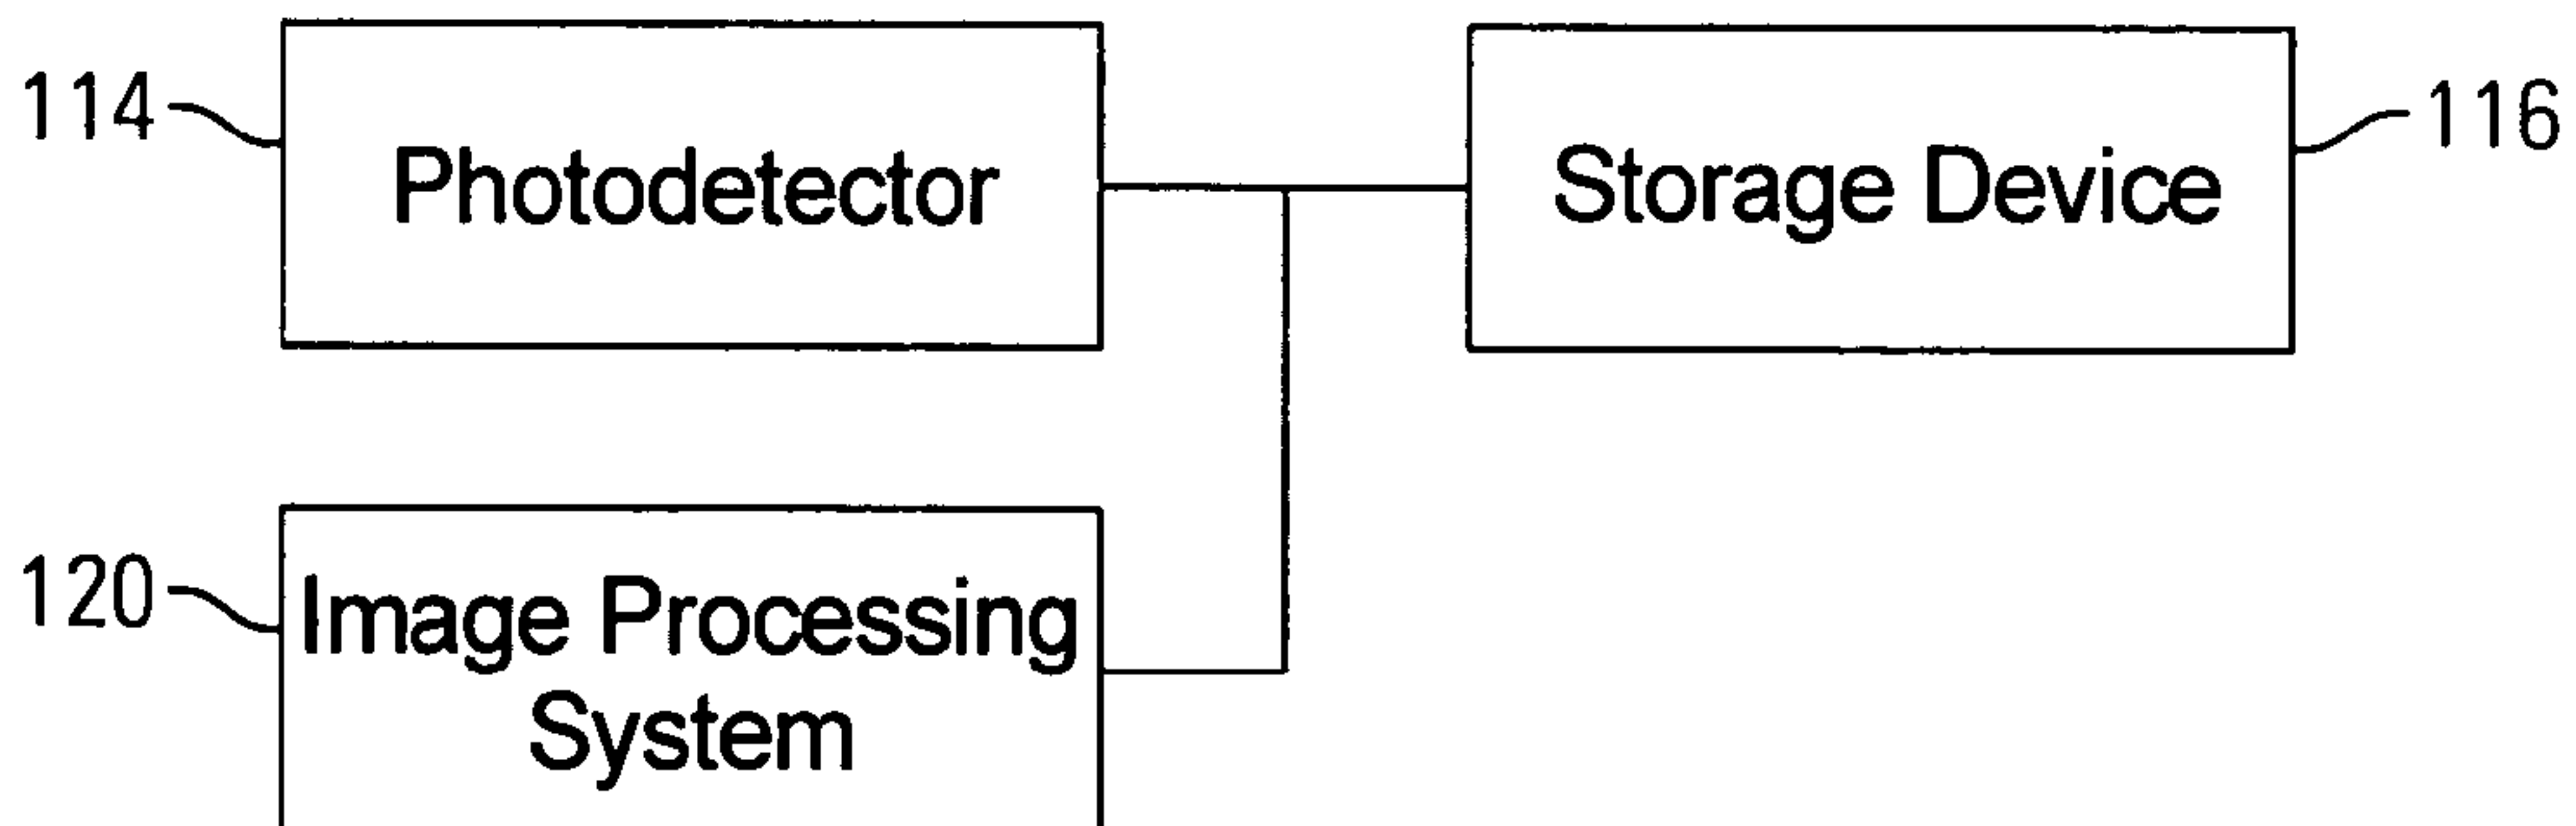 114
Photodetector
Storage Device
116
120
Image Processing
System